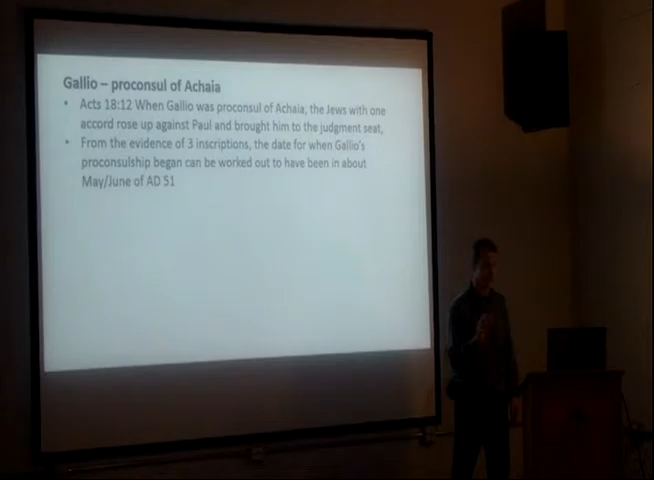 Gallio – proconsul of Achaia
• Acts 18:12 When Gallio was proconsul of Achaia, the Jews with one
accord rose up against Paul and brought him to the judgment seat,
• From the evidence of 3 inscriptions, the date for when Gallio's
proconsulship began can be worked out to have been in about
May/June of AD 51